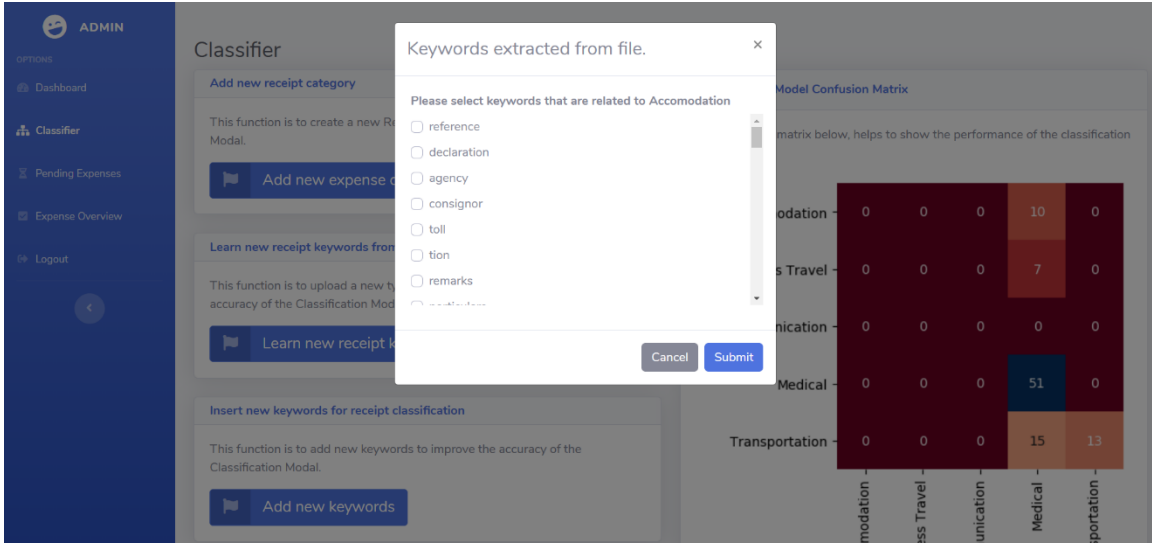 ADMIN
OPTIONS
Dashboard
Classifier
Pending Expenses
Expense Overview
Logout
Classifier
Add new receipt category
This function is to create a new
Modal.
Add new expense
Learn new receipt keywords from
This function is to upload a new
accuracy of the Classification
Learn new receipt
Insert new keywords for receipt classification
This function is to add new keywords to improve the accuracy of the
Classification Modal.
Add new keywords
Keywords extracted from file.
×
Please select keywords that are related to Accomodation
reference
declaration
agency
consignor
toll
tion
remarks
Cancel
Submit
Model Confusion Matrix
matrix below, helps to show the performance of the classification
odation 0 0 0 10 0
s Travel 0 0 0 7 0
nication 0 0 0 0 0
Medical 0 0 0 51 0
Transportation 0 0 0 15 13
modation
ess Travel
unication
Medical
sportation